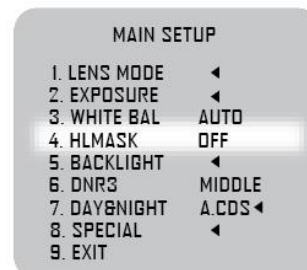 MAIN SETUP
1. LENS MODE ◄
2. EXPOSURE ◄
3. WHITE BAL AUTO
4. HLMASK OFF
5. BACKLIGHT ◄
6. DNR3 MIDDLE
7. DAY&NIGHT A.CDS◄
8. SPECIAL ◄
9. EXIT